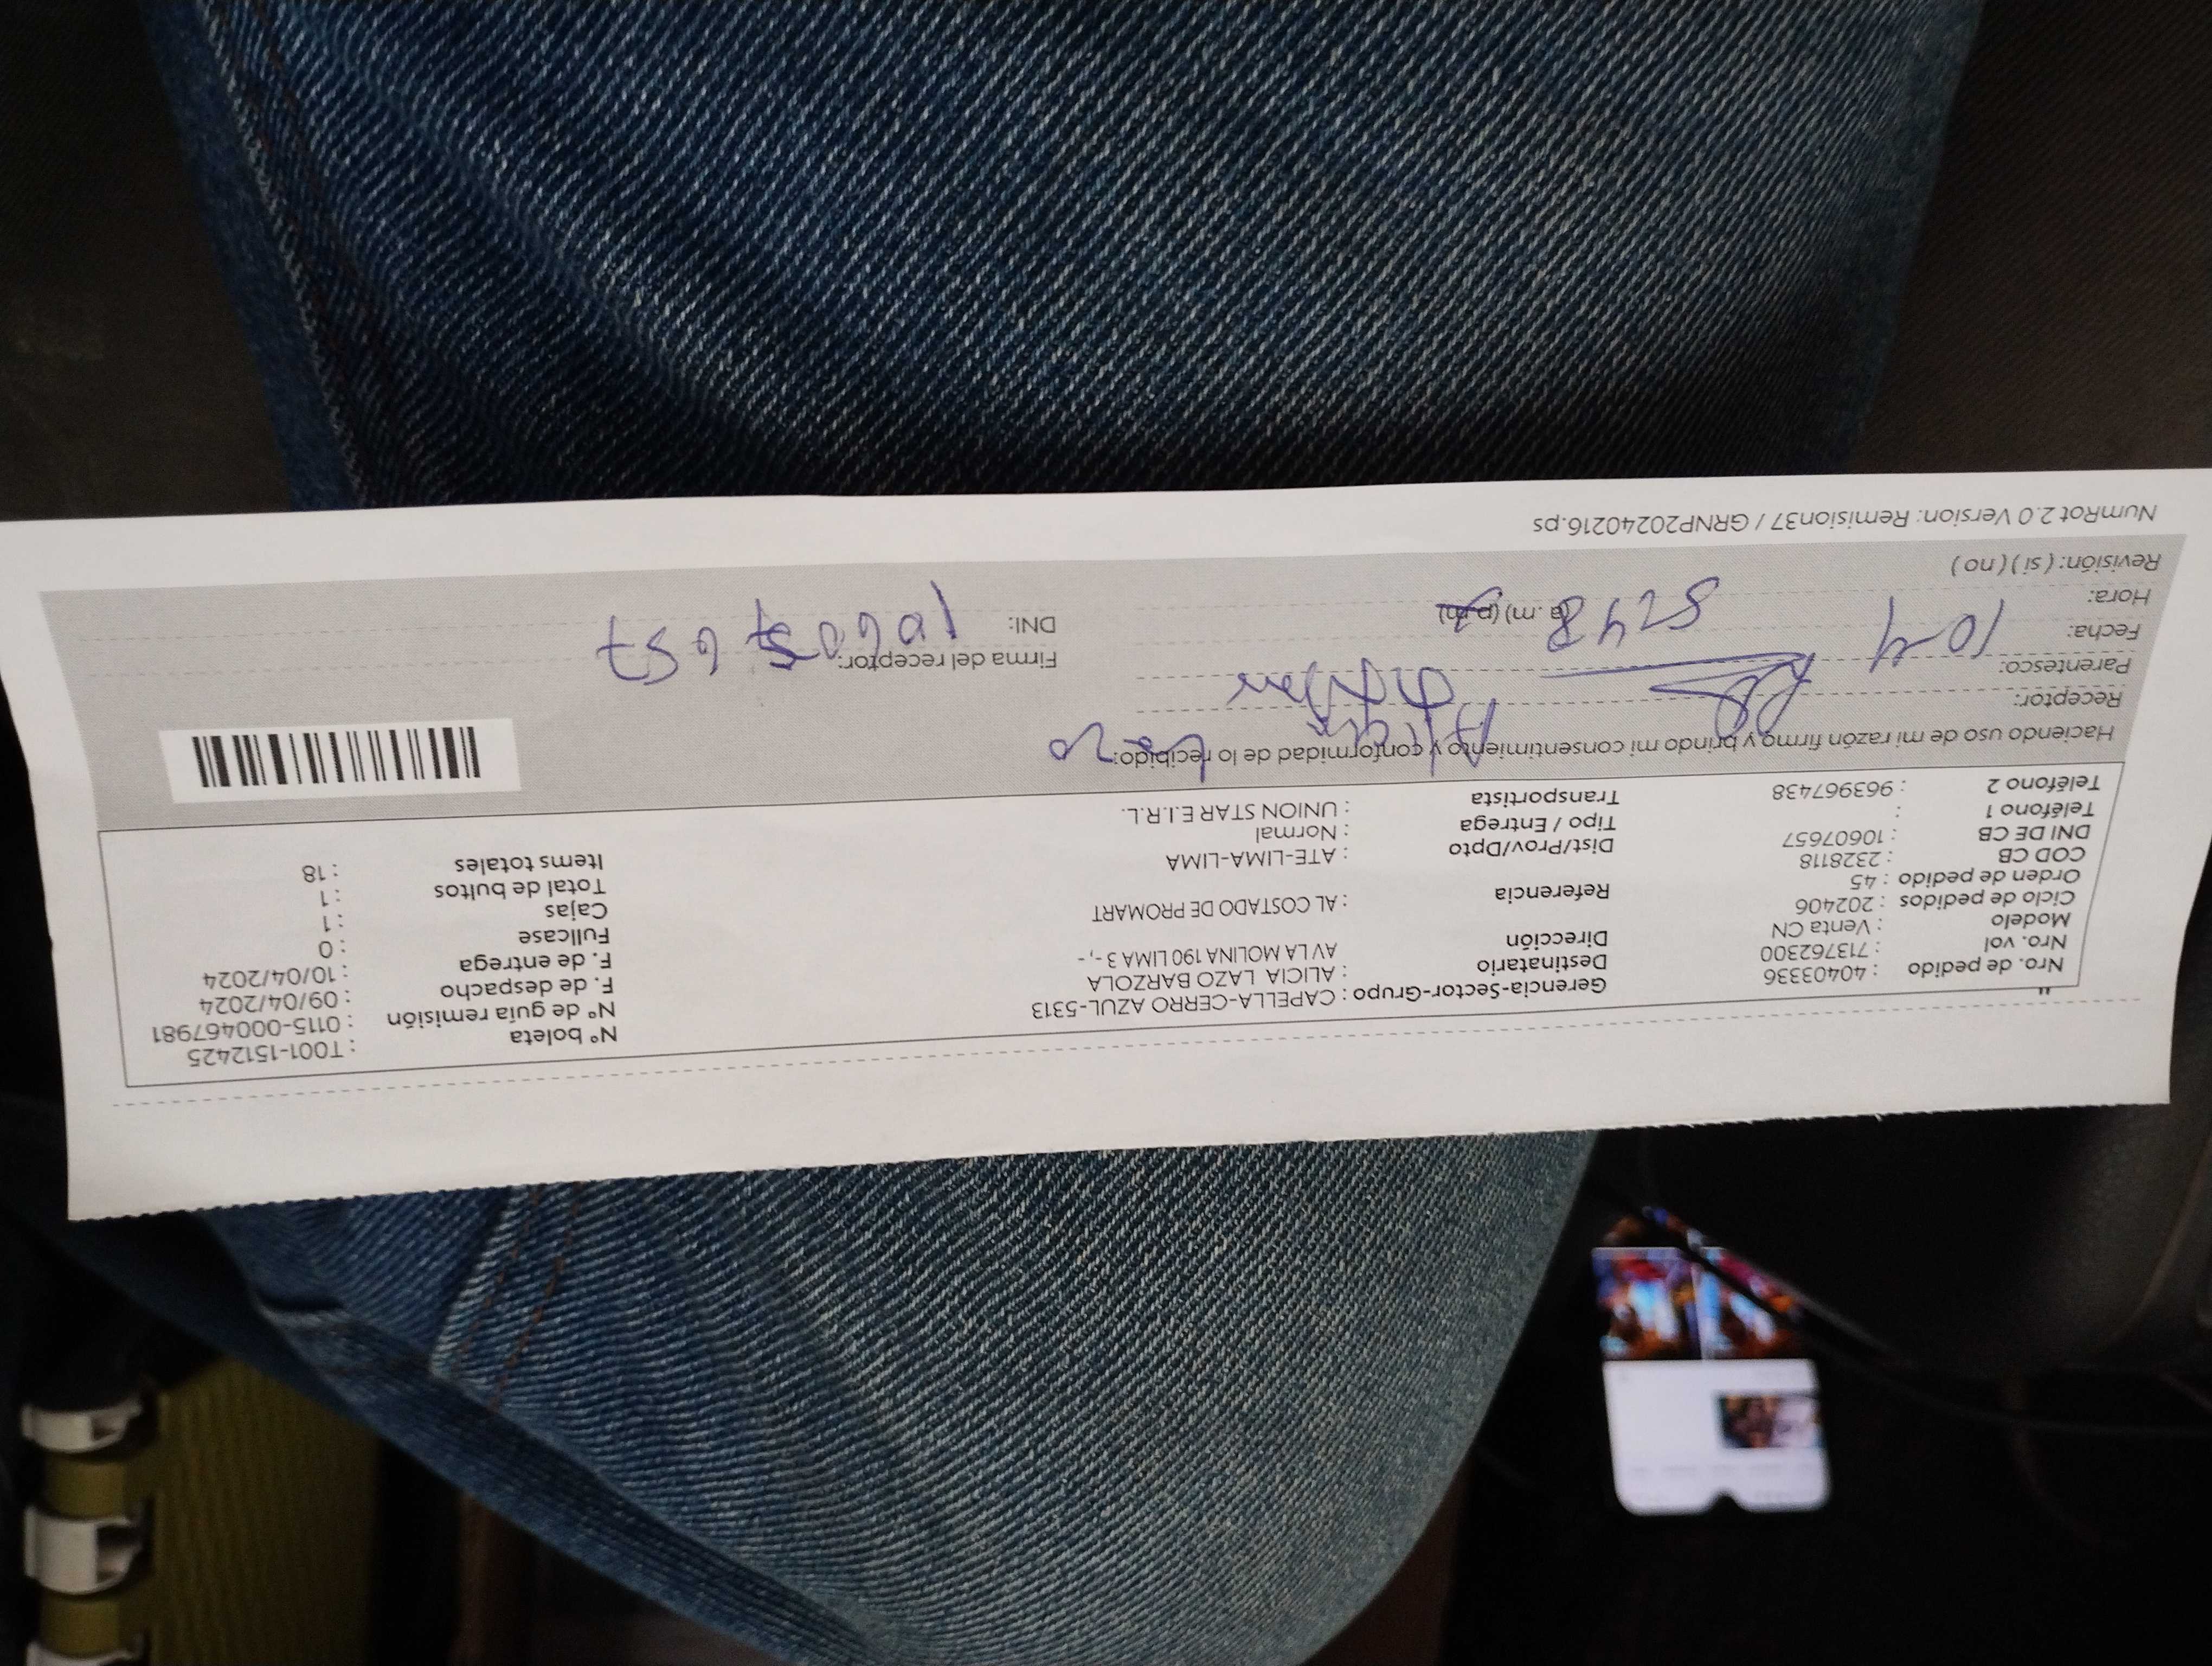 Nº boleta : T001-1512425
Nº de guía remisión : 0115-000467981
F. de despacho : 09/04/2024
F. de entrega : 10/04/2024
Fullcase : 0
Cajas : 1
Total de bultos : 1
Items totales : 18
Gerencia-Sector-Grupo : CAPELLA-CERRO AZUL-5313
Destinatario : ALICIA LAZO BARZOLA
Dirección AV LA MOLINA 190 LIMA 3 -, -
Referencia : AL COSTADO DE PROMART
Dist/Prov/Dpto : ATE-LIMA-LIMA
Tipo / Entrega : Normal
Transportista : UNION STAR E.I.R.L.
Nro. de pedido : 40403336
Nro. vol : 713762300
Modelo : Venta CN
Ciclo de pedidos : 202406
Orden de pedido : 45
COD CB : 2328118
DNI DE CB : 10607657
Teléfono 1 :
Teléfono 2 : 963967438
Haciendo uso de mi razón firmo y brindo mi consentimiento y conformidad de lo recibido:
Alicia Lazo
Receptor:
Parentesco:
Fecha: 10-4
Hora: (a. m) (p.m)
Revisión: ( si ) ( no )
Firma del receptor:
DNI:
NumRot 2.0 Version: Remision37 / GRNP20240216.ps